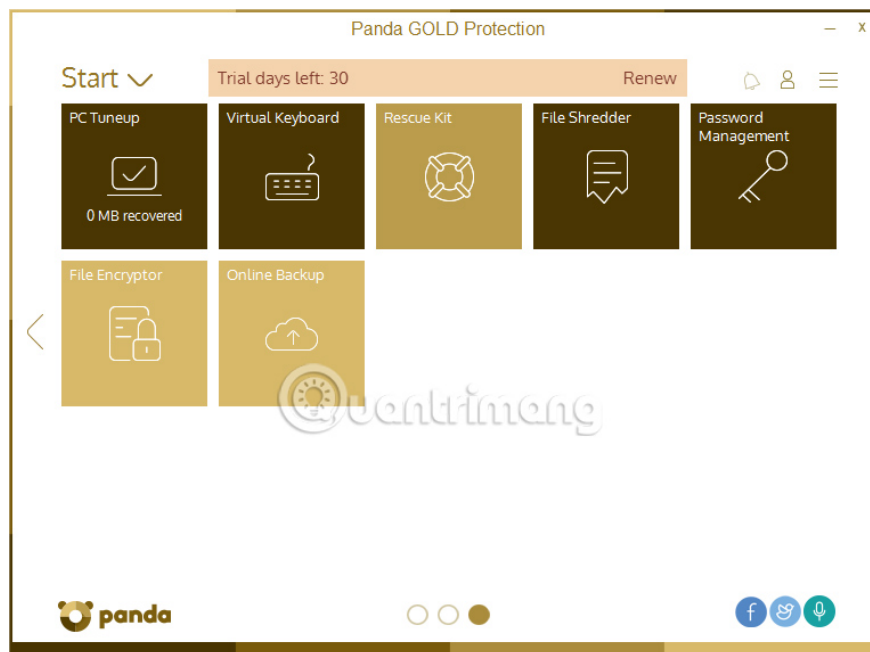 Panda GOLD Protection
Start
Trial days left: 30 Renew
PC Tuneup
0 MB recovered
Virtual Keyboard
Rescue Kit
File Shredder
Password
Management
File Encryptor
Online Backup
Quantrimang
panda